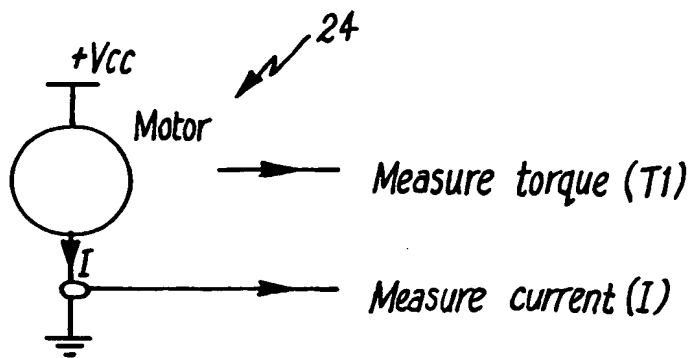 24
+Vcc
Motor
Measure torque (T1)
I
Measure current (I)